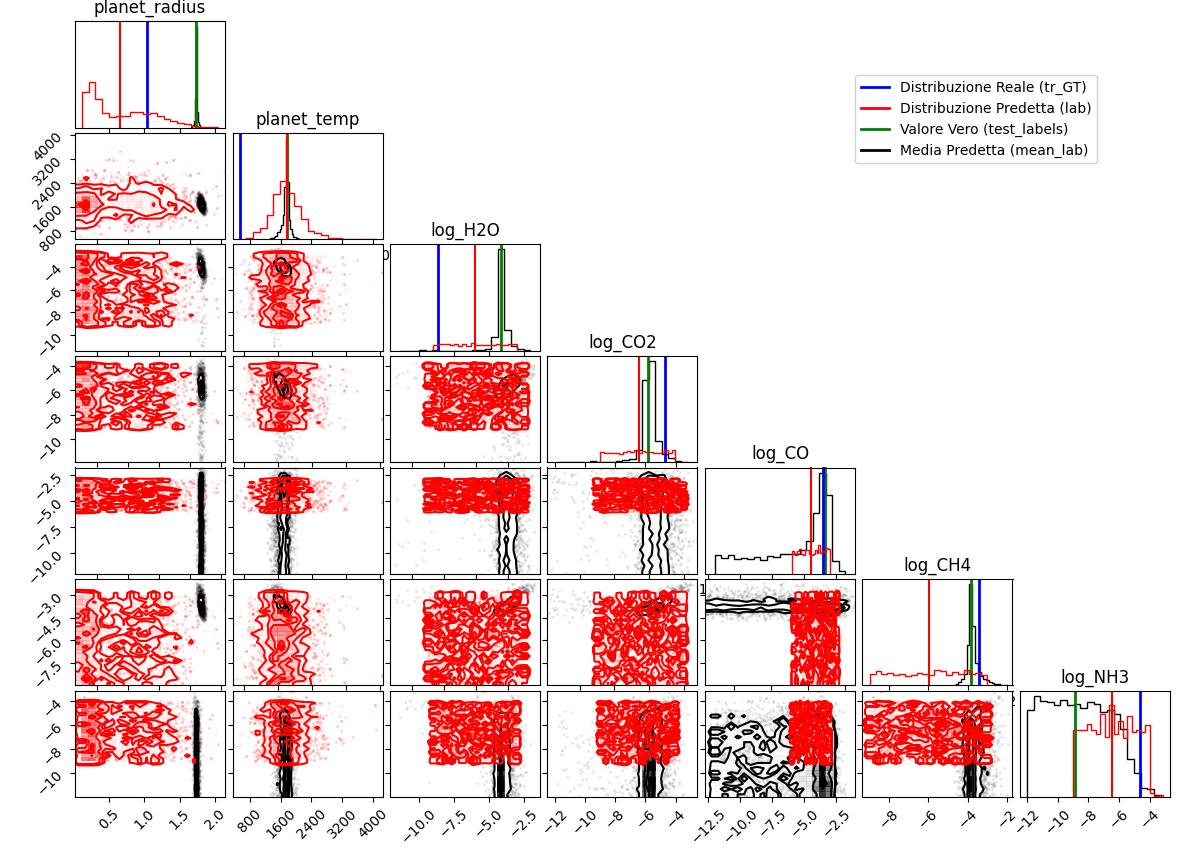 planet_radius
planet_temp
Distribuzione Reale (tr_GT)
Distribuzione Predetta (lab)
Valore Vero (test_labels)
Media Predetta (mean_lab)
4000
3200
2400
1600
800
log_H2O
0
−4
−6
−8
−10
log_CO2
−4
−6
−8
−10
log_CO
−2.5
−5.0
−7.5
−10.0
log_CH4
1
−3.0
−4.5
−6.0
−7.5
log_NH3
2
−4
−6
−8
−10
0.5 1.0 1.5 2.0 800 1600 2400 3200 4000 −10.0 −7.5 −5.0 −2.5 −12 −10 −8 −6 −4 −12.5 −10.0 −7.5 −5.0 −2.5 −8 −6 −4 −2 −12 −10 −8 −6 −4